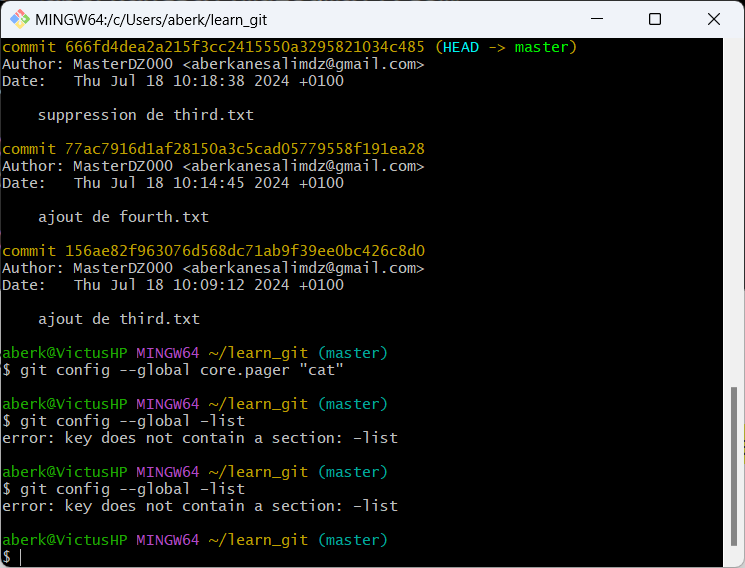 MINGW64:/c/Users/aberk/learn_git
commit 666fd4dea2a215f3cc2415550a3295821034c485 (HEAD -> master)
Author: MasterDZ000 <aberkanesalimdz@gmail.com>
Date:   Thu Jul 18 10:18:38 2024 +0100
suppression de third.txt
commit 77ac7916d1af28150a3c5cad05779558f191ea28
Author: MasterDZ000 <aberkanesalimdz@gmail.com>
Date:   Thu Jul 18 10:14:45 2024 +0100
ajout de fourth.txt
commit 156ae82f963076d568dc71ab9f39ee0bc426c8d0
Author: MasterDZ000 <aberkanesalimdz@gmail.com>
Date:   Thu Jul 18 10:09:12 2024 +0100
ajout de third.txt
aberk@VictusHP MINGW64 ~/learn_git (master)
$ git config --global core.pager "cat"
aberk@VictusHP MINGW64 ~/learn_git (master)
$ git config --global –list
error: key does not contain a section: –list
aberk@VictusHP MINGW64 ~/learn_git (master)
$ git config --global –list
error: key does not contain a section: –list
aberk@VictusHP MINGW64 ~/learn_git (master)
$